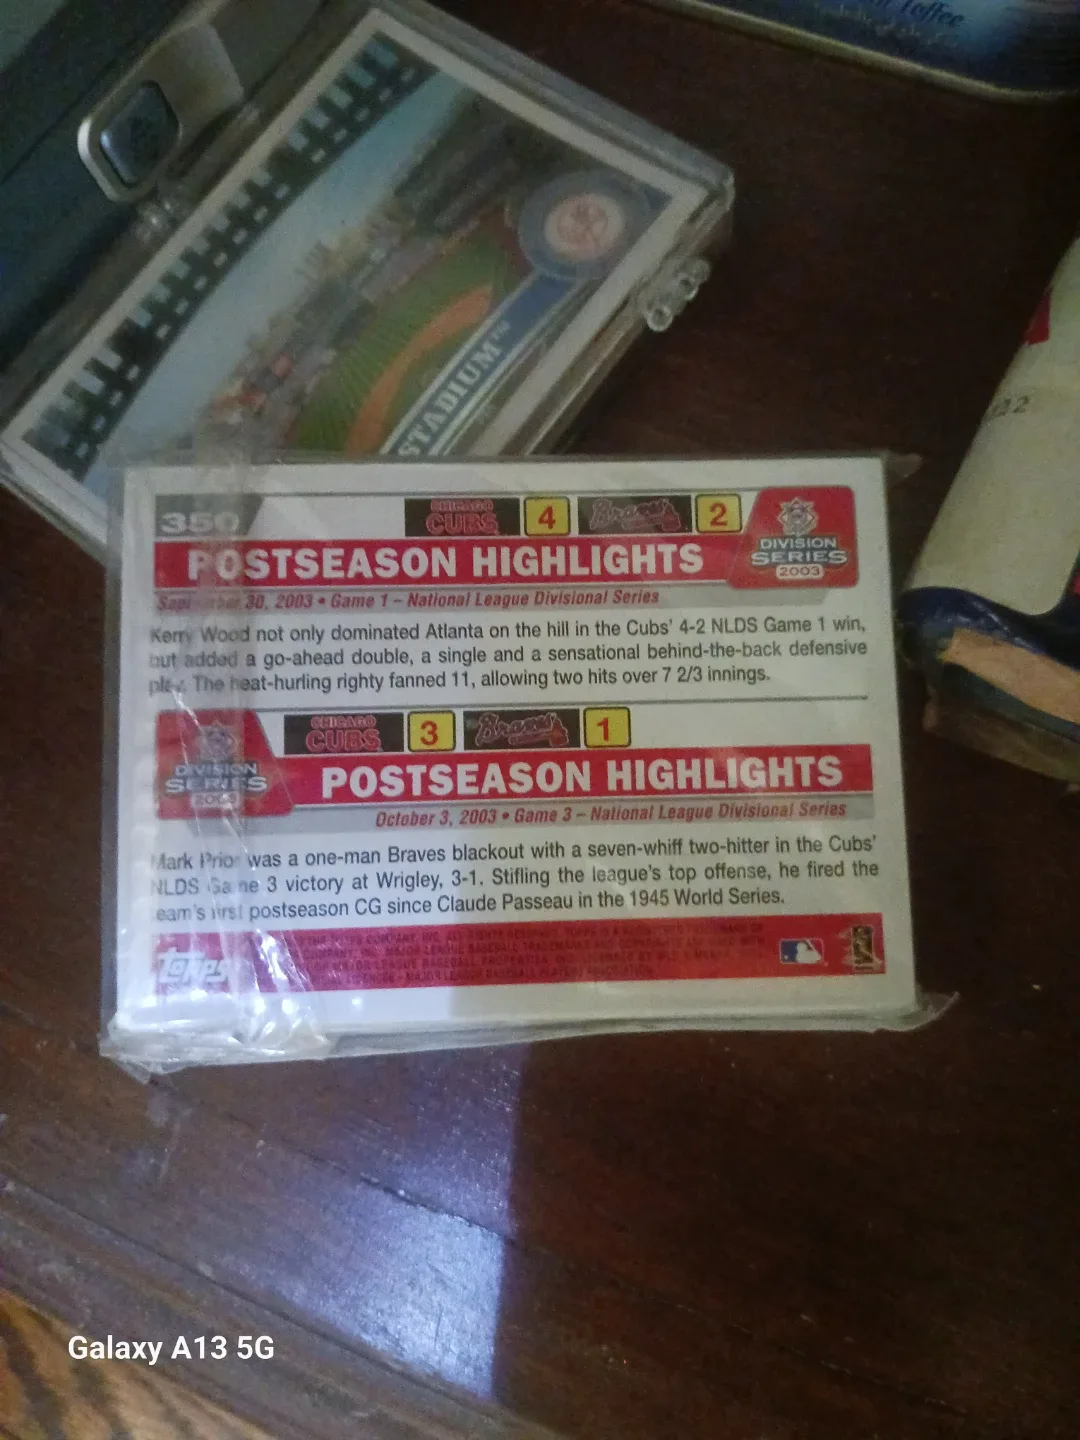 Toffee
STADIUM™
350
CHICAGO CUBS 4 Braves 2
DIVISION SERIES 2003
POSTSEASON HIGHLIGHTS
September 30, 2003 • Game 1 – National League Divisional Series
Kerry Wood not only dominated Atlanta on the hill in the Cubs' 4-2 NLDS Game 1 win,
but added a go-ahead double, a single and a sensational behind-the-back defensive
play. The heat-hurling righty fanned 11, allowing two hits over 7 2/3 innings.
CHICAGO CUBS 3 Braves 1
DIVISION SERIES 2003
POSTSEASON HIGHLIGHTS
October 3, 2003 • Game 3 – National League Divisional Series
Mark Prior was a one-man Braves blackout with a seven-whiff two-hitter in the Cubs'
NLDS Game 3 victory at Wrigley, 3-1. Stifling the league's top offense, he fired the
team's first postseason CG since Claude Passeau in the 1945 World Series.
Topps
Galaxy A13 5G